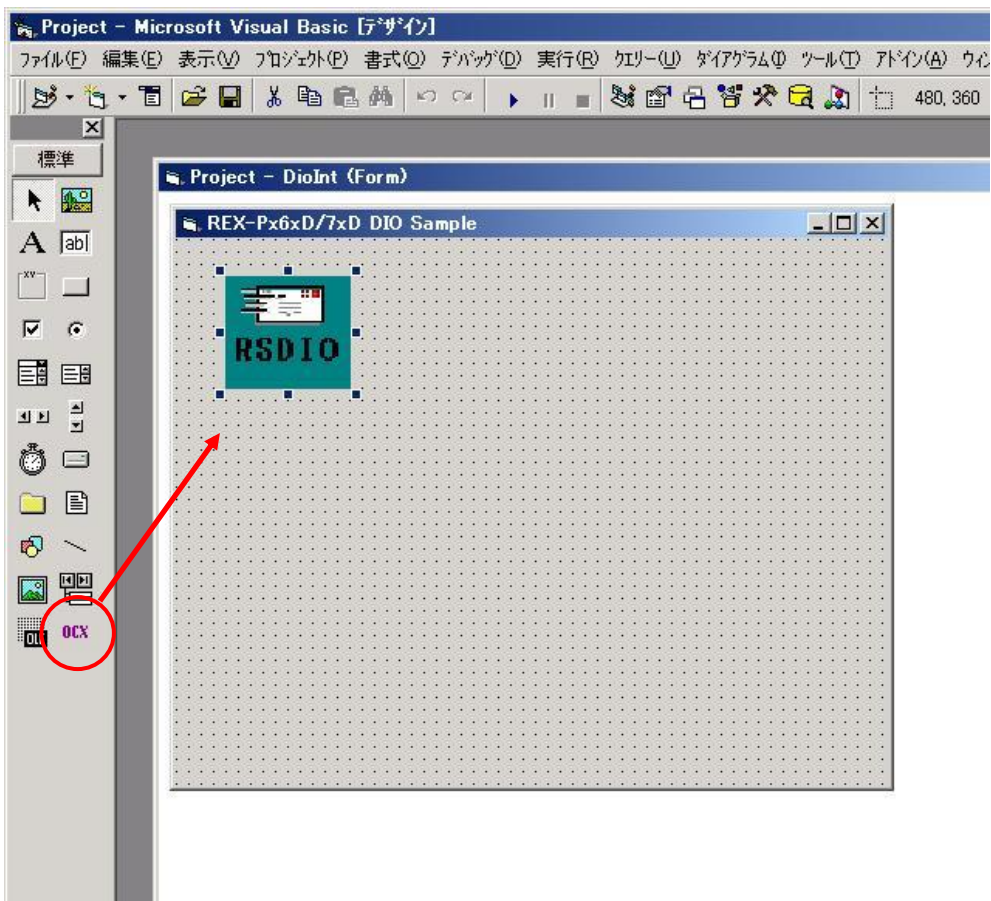 Project - Microsoft Visual Basic [デザイン]
ファイル(F) 編集(E) 表示(V) プロジェクト(P) 書式(O) デバッグ(D) 実行(R) クエリー(U) ダイアグラム(I) ツール(T) アドイン(A) ウィン
480, 360
標準
Project - DioInt (Form)
REX-Px6xD/7xD DIO Sample
A
ab|
XY
RSDIO
OLE
OCX